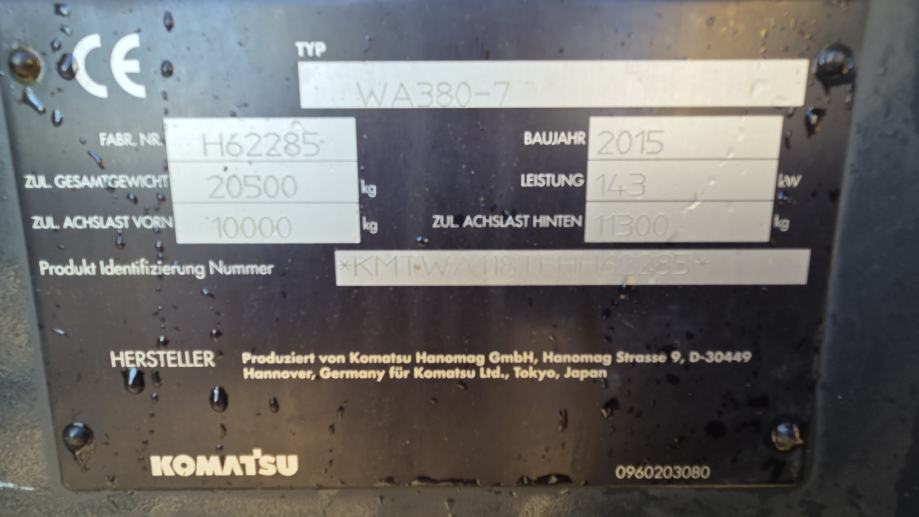 CE
TYP WA380-7
FABR. NR. H62285 BAUJAHR 2015
ZUL. GESAMTGEWICHT 20500 kg LEISTUNG 143 kW
ZUL. ACHSLAST VORN 10000 kg ZUL. ACHSLAST HINTEN 11300 kg
Produkt Identifizierung Nummer
HERSTELLER Produziert von Komatsu Hanomag GmbH, Hanomag Strasse 9, D-30449
Hannover, Germany für Komatsu Ltd., Tokyo, Japan
KOMATSU 0960203080